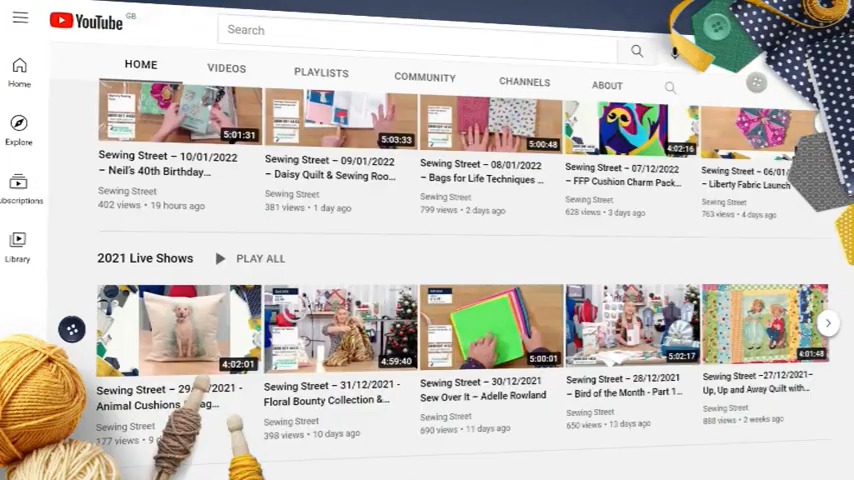 YouTube GB
Search
HOME VIDEOS PLAYLISTS COMMUNITY CHANNELS ABOUT
Home
Explore
Library
5:01:31
5:03:33
5:00:48
4:02:16
Sewing Street – 10/01/2022
– Neil's 40th Birthday...
Sewing Street
402 views • 19 hours ago
Sewing Street – 09/01/2022
– Daisy Quilt & Sewing Roo...
Sewing Street
381 views • 1 day ago
Sewing Street – 08/01/2022
– Bags for Life Techniques ...
Sewing Street
799 views • 2 days ago
Sewing Street – 07/12/2022
– FFP Cushion Charm Pack...
Sewing Street
628 views • 3 days ago
Sewing Street – 06/01/
– Liberty Fabric Launch
Sewing Street
763 views • 4 days ago
2021 Live Shows PLAY ALL
4:02:01
4:59:40
5:00:01
5:02:17
4:01:48
Sewing Street – 29 2021 -
Animal Cushions
Sewing Street
177 views • 9
Sewing Street – 31/12/2021 -
Floral Bounty Collection &...
Sewing Street
398 views • 10 days ago
Sewing Street – 30/12/2021
Sew Over It – Adelle Rowland
Sewing Street
690 views • 11 days ago
Sewing Street – 28/12/2021
– Bird of the Month - Part 1...
Sewing Street
650 views • 13 days ago
Sewing Street – 27/12/2021-
Up, Up and Away Quilt with...
Sewing Street
888 views • 2 weeks ago